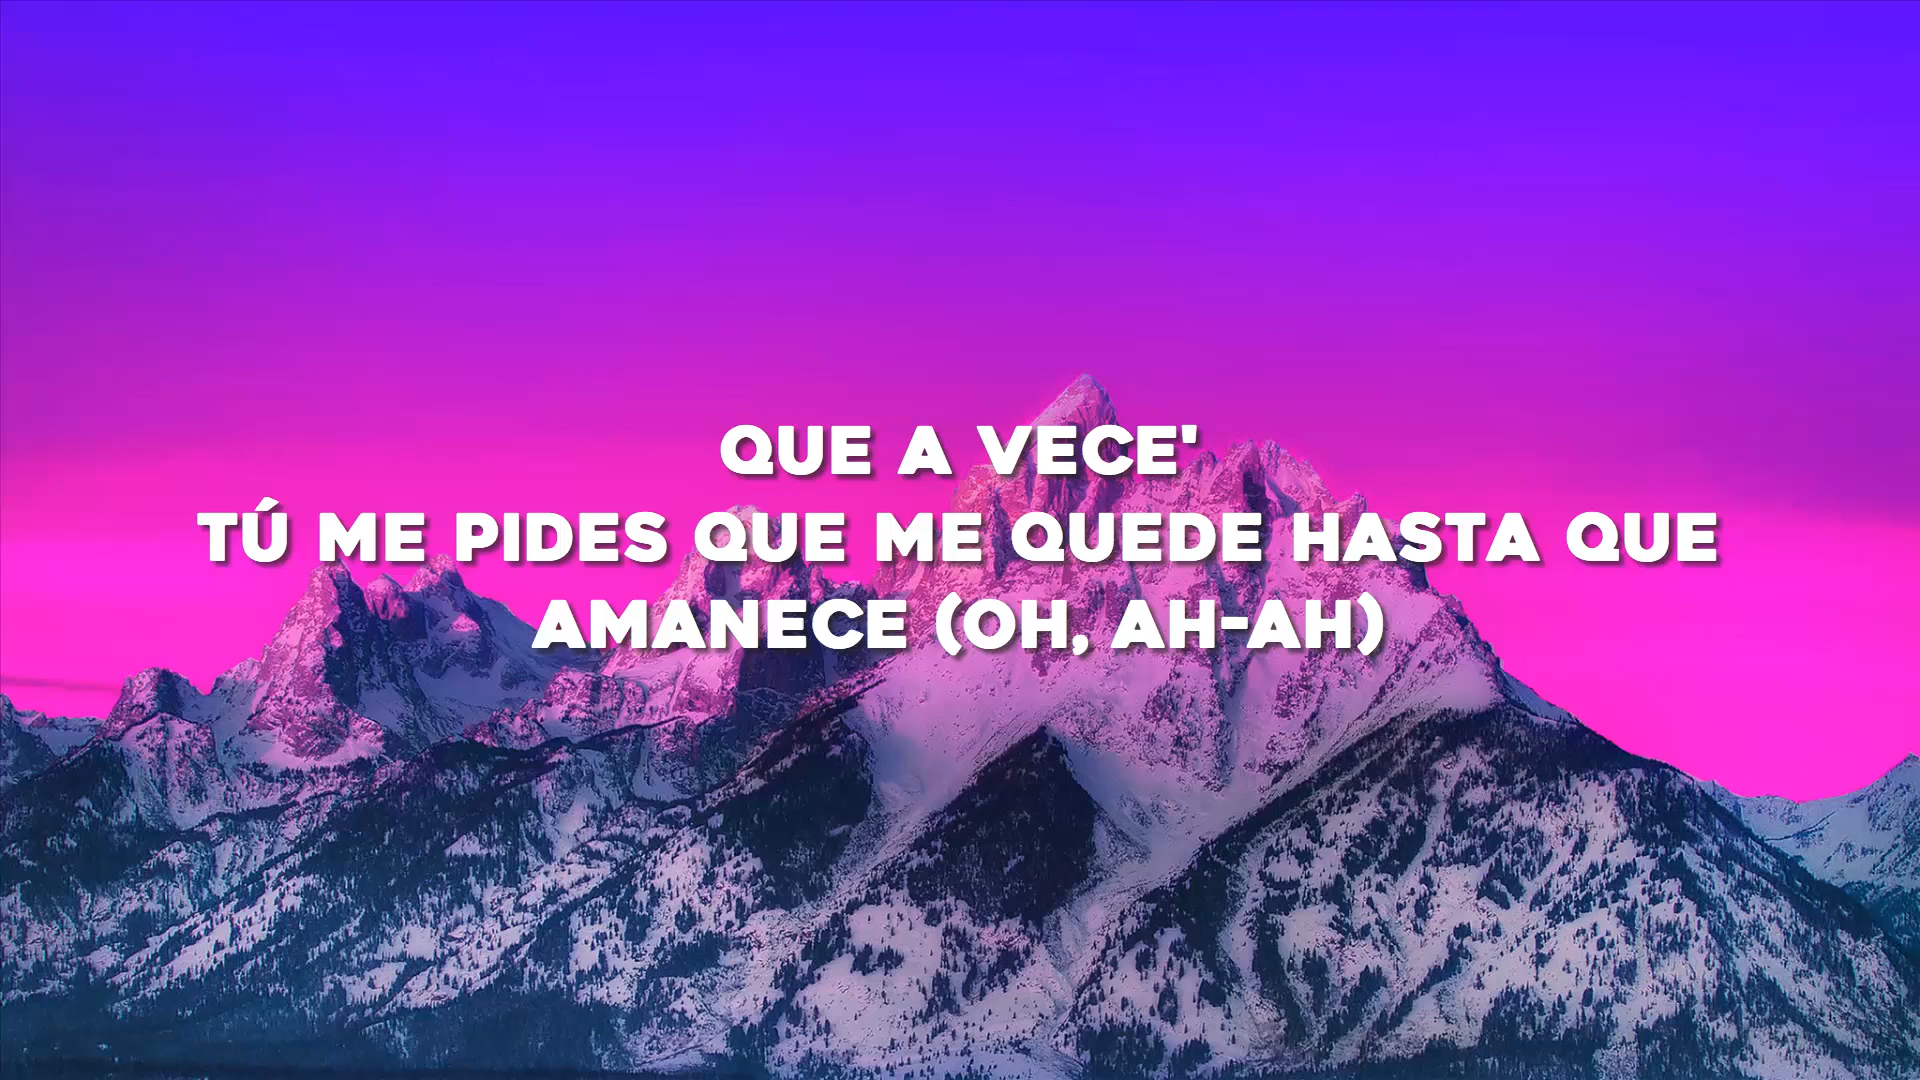 QUE A VECE'
TÚ ME PIDES QUE ME QUEDE HASTA QUE
AMANECE (OH, AH-AH)